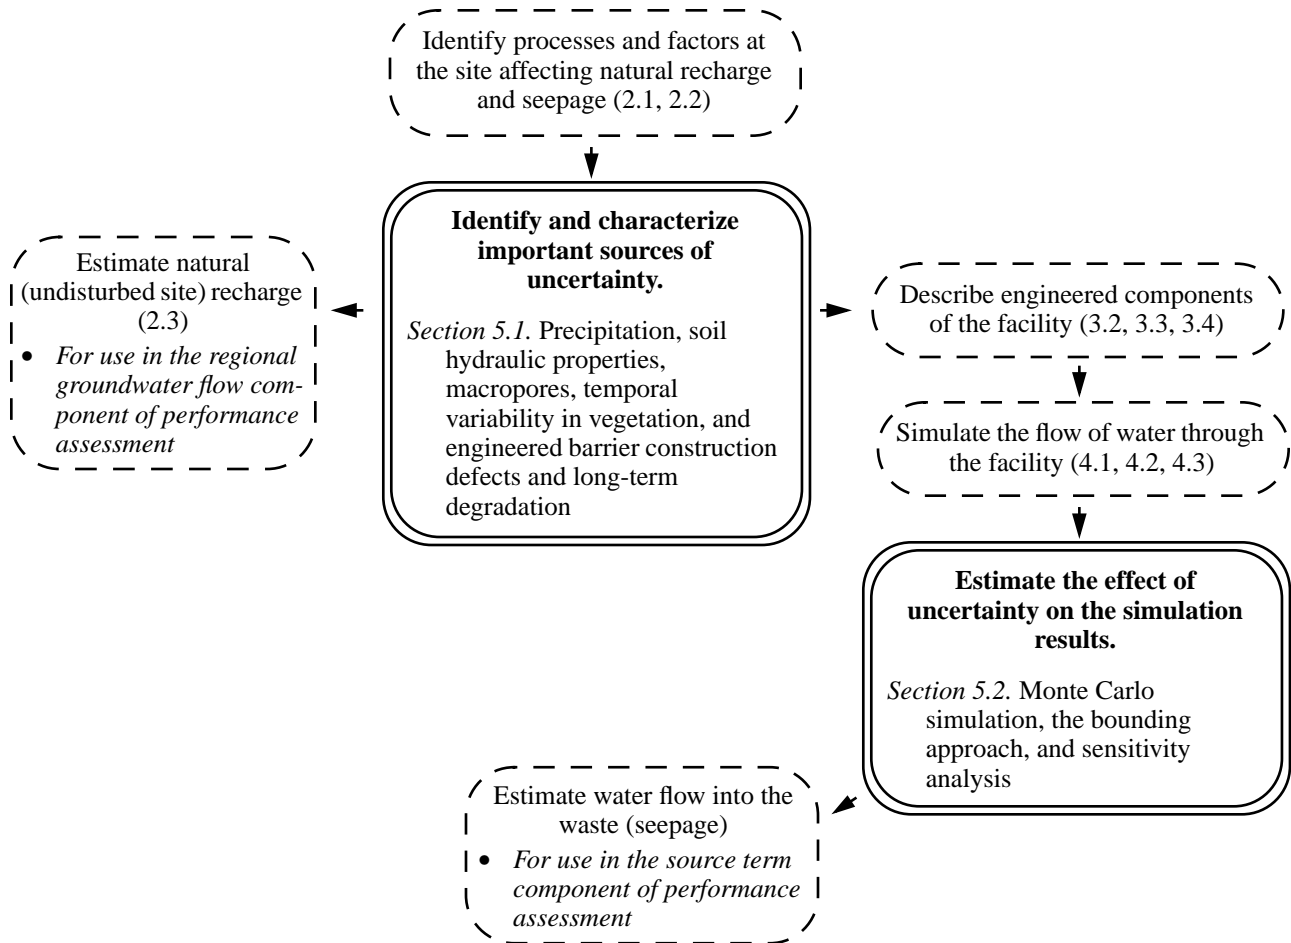 Identify processes and factors at
the site affecting natural recharge
and seepage (2.1, 2.2)
Identify and characterize
important sources of
uncertainty.
Section 5.1. Precipitation, soil
hydraulic properties,
macropores, temporal
variability in vegetation, and
engineered barrier construction
defects and long-term
degradation
Estimate natural
(undisturbed site) recharge
(2.3)
• For use in the regional
groundwater flow com-
ponent of performance
assessment
Describe engineered components
of the facility (3.2, 3.3, 3.4)
Simulate the flow of water through
the facility (4.1, 4.2, 4.3)
Estimate the effect of
uncertainty on the simulation
results.
Section 5.2. Monte Carlo
simulation, the bounding
approach, and sensitivity
analysis
Estimate water flow into the
waste (seepage)
• For use in the source term
component of performance
assessment